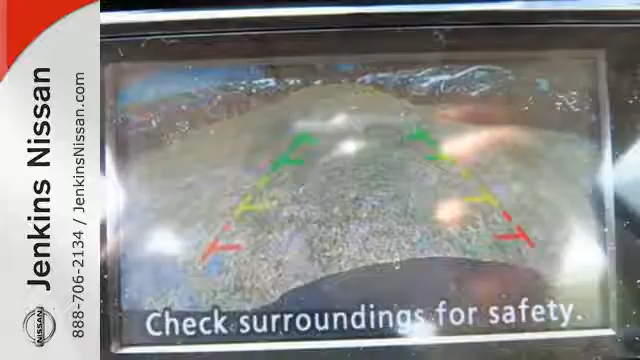 Jenkins Nissan
888-706-2134 / JenkinsNissan.com
NISSAN
Check surroundings for safety.